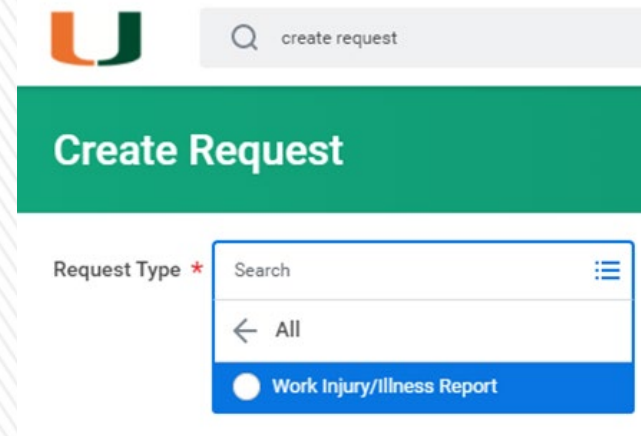 create request
Create Request
Request Type *
Search
All
Work Injury/Illness Report